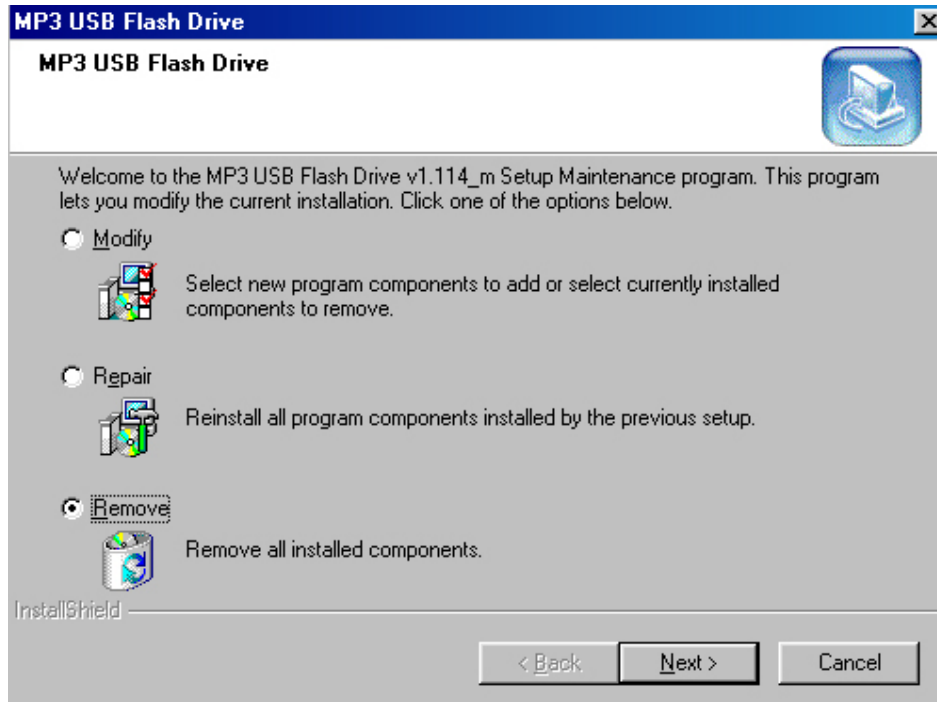 MP3 USB Flash Drive
MP3 USB Flash Drive
Welcome to the MP3 USB Flash Drive v1.114_m Setup Maintenance program. This program
lets you modify the current installation. Click one of the options below.
Modify
Select new program components to add or select currently installed
components to remove.
Repair
Reinstall all program components installed by the previous setup.
Remove
Remove all installed components.
InstallShield
< Back
Next >
Cancel